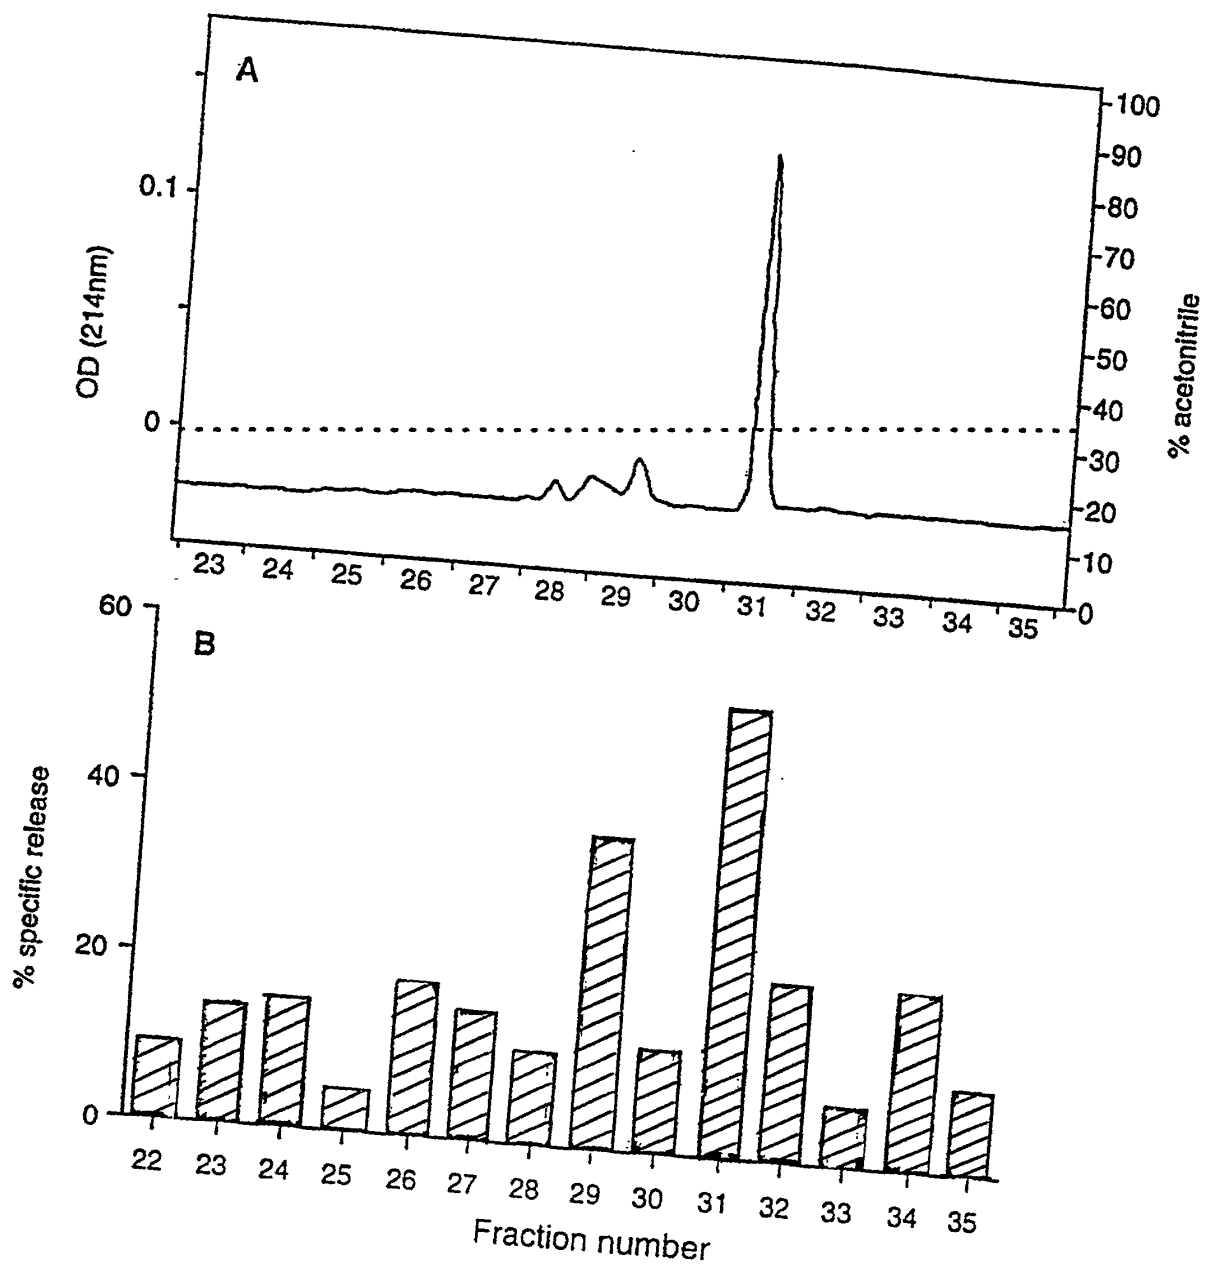 A
100
90
80
70
60
50
40
30
20
10
0
0.1
0
OD (214nm)
% acetonitrile
23 24 25 26 27 28 29 30 31 32 33 34 35
B
60
40
20
0
% specific release
22 23 24 25 26 27 28 29 30 31 32 33 34 35
Fraction number